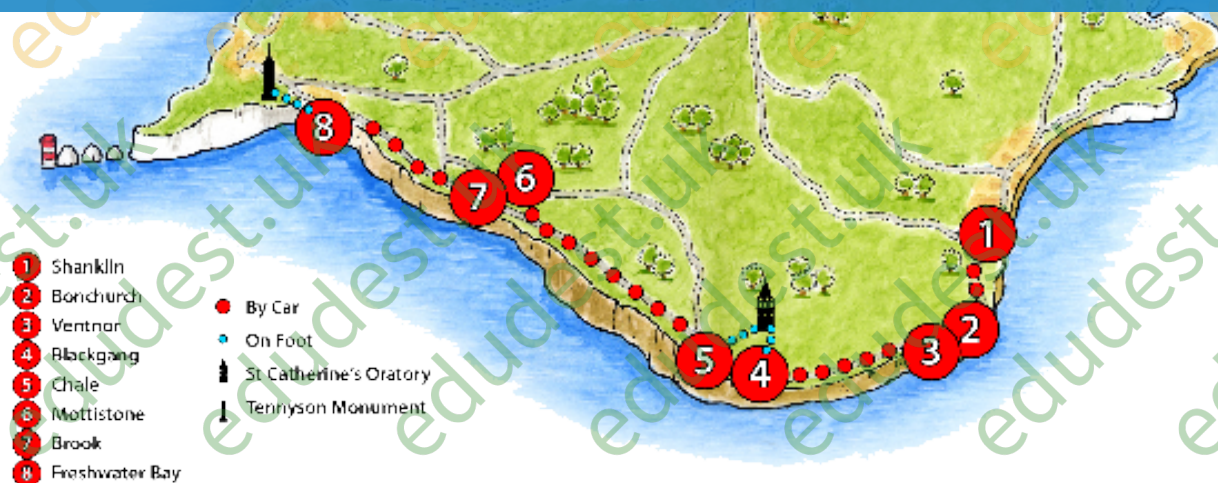 8
7
6
5
4
3
2
1
1 Shanklin
2 Bonchurch
3 Ventnor
4 Blackgang
5 Chale
6 Mottistone
7 Brook
8 Freshwater Bay
By Car
On Foot
St Catherine's Oratory
Tennyson Monument
edudest.uk